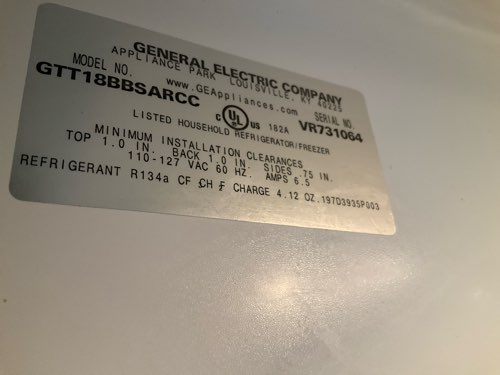 GENERAL ELECTRIC COMPANY
APPLIANCE PARK LOUISVILLE, KY 40225
www.GEAppliances.com
MODEL NO. SERIAL NO.
GTT18BBSARCC VR731064
C UL US 182A
LISTED HOUSEHOLD REFRIGERATOR/FREEZER
MINIMUM INSTALLATION CLEARANCES
TOP 1.0 IN. BACK 1.0 IN. SIDES .75 IN.
110-127 VAC 60 HZ. AMPS 6.5
REFRIGERANT R134a CF CH F CHARGE 4.12 OZ.197D3935P003